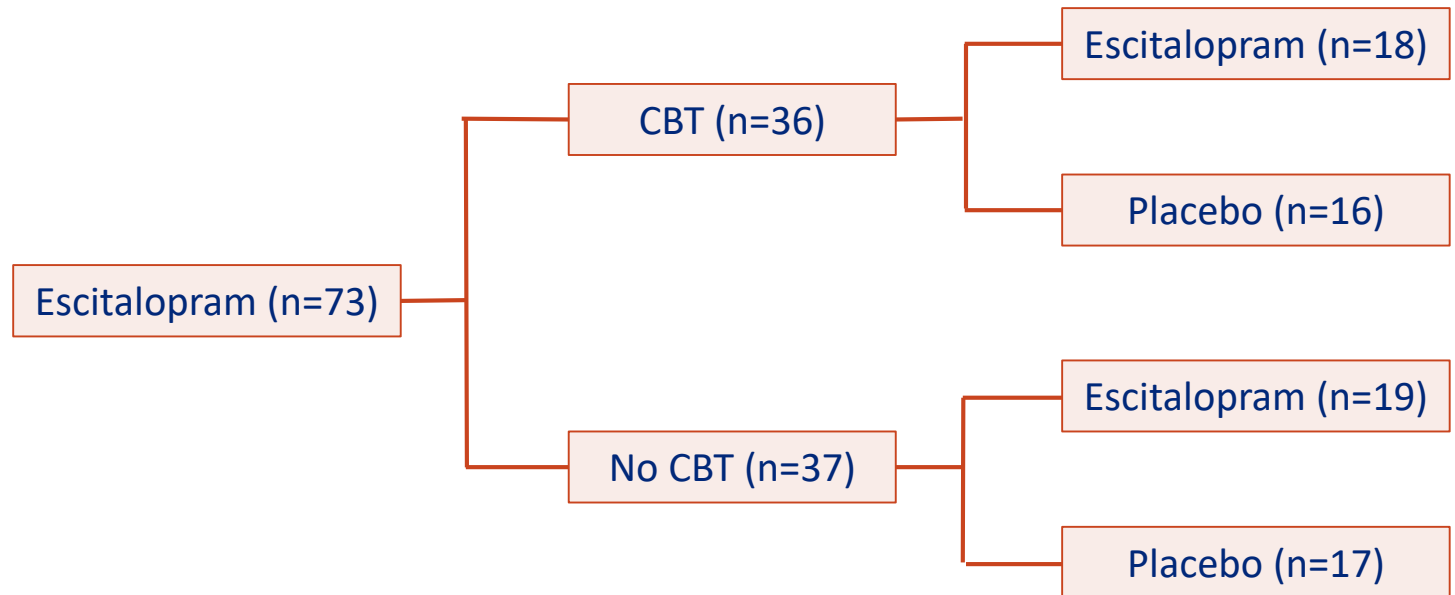 Escitalopram (n=73)
CBT (n=36)
No CBT (n=37)
Escitalopram (n=18)
Placebo (n=16)
Escitalopram (n=19)
Placebo (n=17)